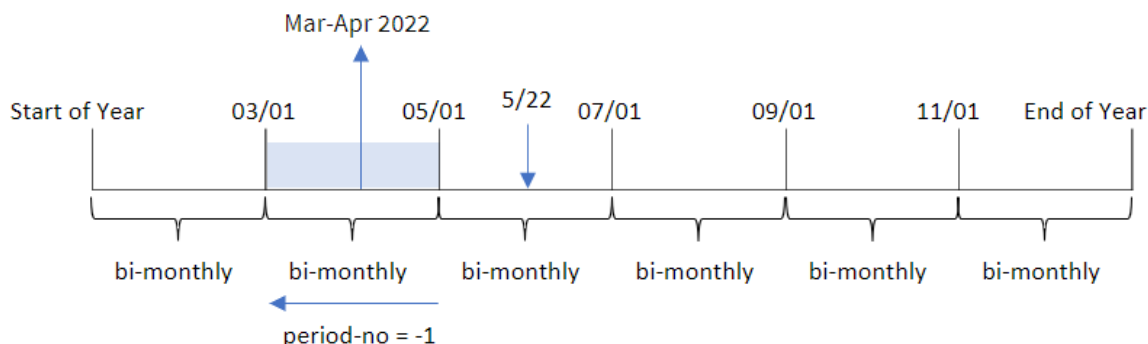 Mar-Apr 2022
Start of Year 03/01 05/01 5/22 07/01 09/01 11/01 End of Year
bi-monthly bi-monthly bi-monthly bi-monthly bi-monthly bi-monthly
period-no = -1